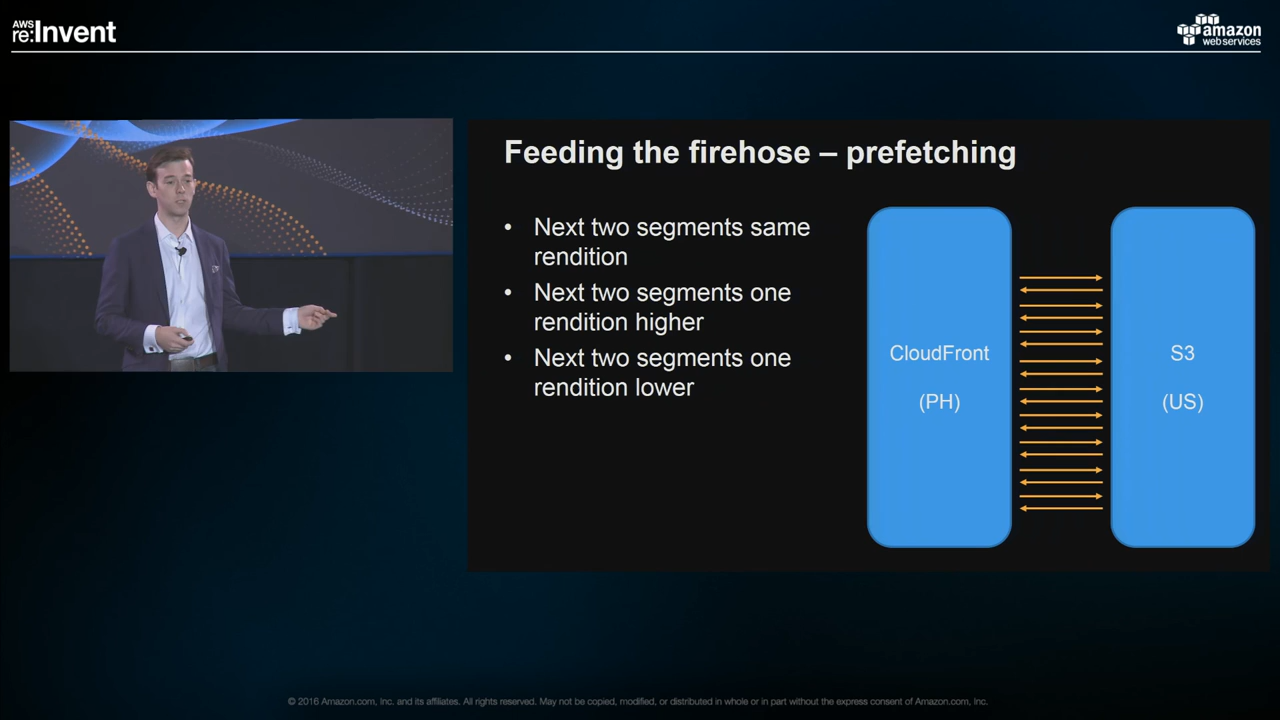 AWS
re:Invent
amazon
web services
Feeding the firehose – prefetching
• Next two segments same
rendition
• Next two segments one
rendition higher
• Next two segments one
rendition lower
CloudFront
(PH)
S3
(US)
© 2016 Amazon.com, Inc. and its affiliates. All rights reserved. May not be copied, modified, or distributed in whole or in part without the express consent of Amazon.com, Inc.